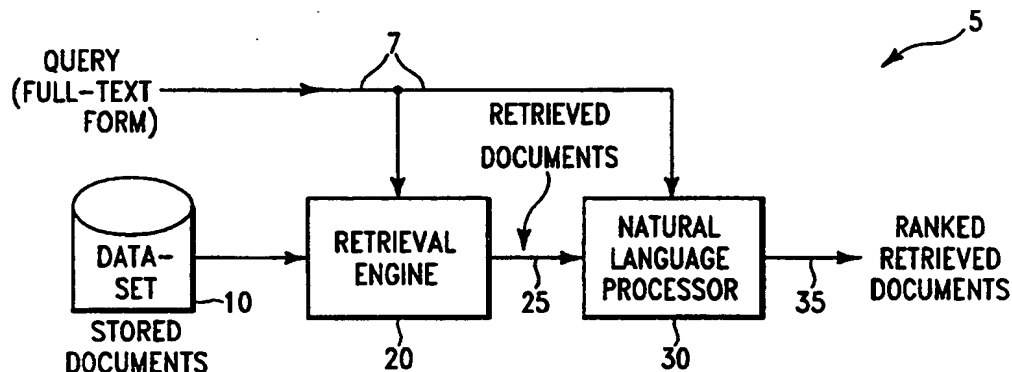 5
7
QUERY
(FULL-TEXT
FORM)
RETRIEVED
DOCUMENTS
DATA-
SET
10
STORED
DOCUMENTS
RETRIEVAL
ENGINE
20
25
NATURAL
LANGUAGE
PROCESSOR
30
35
RANKED
RETRIEVED
DOCUMENTS